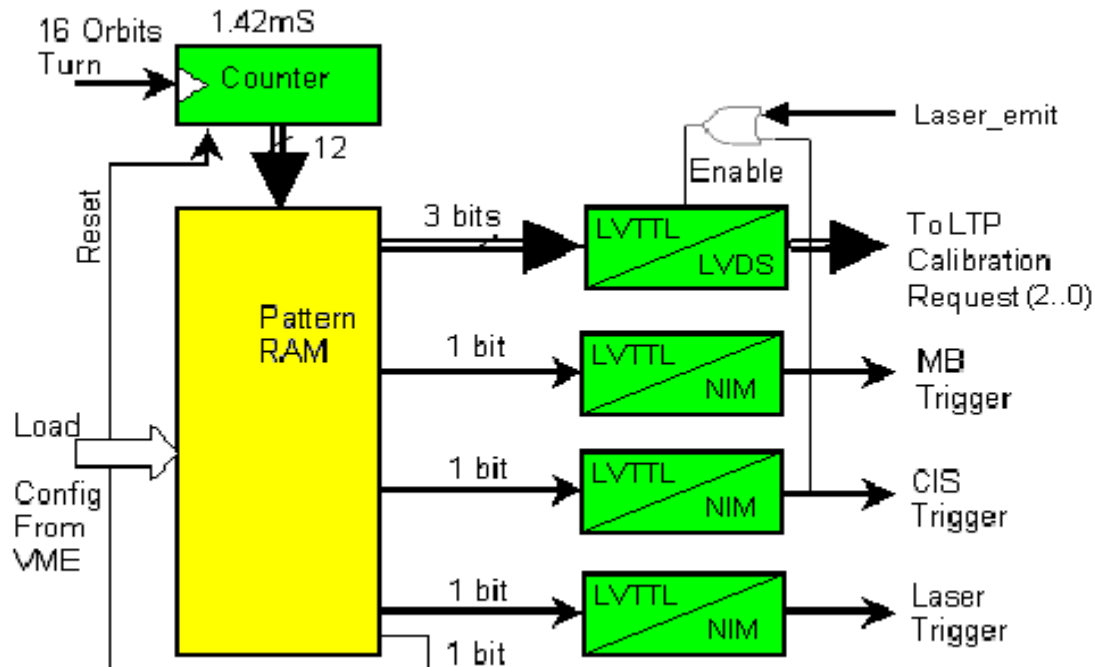 16 Orbits
Turn
1.42mS
Counter
12
Reset
Laser_emit
Enable
3 bits
LVTTL
LVDS
To LTP
Calibration
Request (2..0)
Pattern
RAM
1 bit
LVTTL
NIM
MB
Trigger
Load
Config
From
VME
1 bit
LVTTL
NIM
CIS
Trigger
1 bit
LVTTL
NIM
Laser
Trigger
1 bit